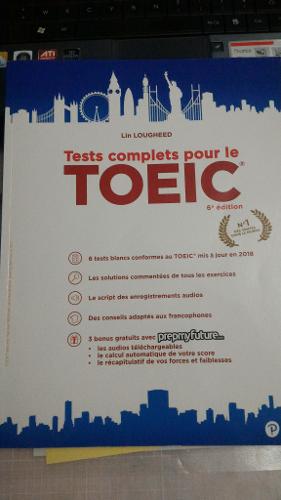 ATI
Lin LOUGHEED
Tests complets pour le
TOEIC®
6e édition
N°1
6 tests blancs conformes au TOEIC® mis à jour en 2018
Les solutions commentées de tous les exercices
Le script des enregistrements audios
Des conseils adaptés aux francophones
3 bonus gratuits avec prepmyfuture
• les audios téléchargeables
• le calcul automatique de votre score
• le récapitulatif de vos forces et faiblesses
P